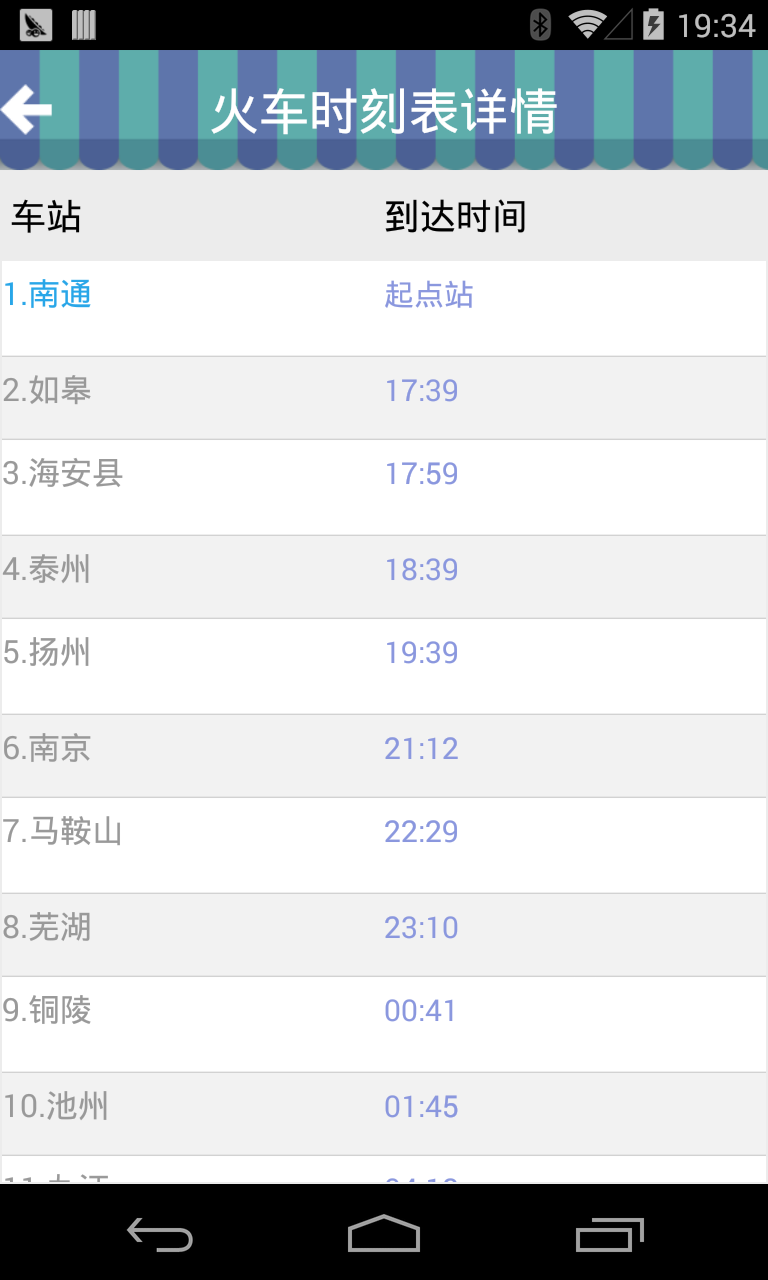 19:34
火车时刻表详情
车站 到达时间
1.南通 起点站
2.如皋 17:39
3.海安县 17:59
4.泰州 18:39
5.扬州 19:39
6.南京 21:12
7.马鞍山 22:29
8.芜湖 23:10
9.铜陵 00:41
10.池州 01:45